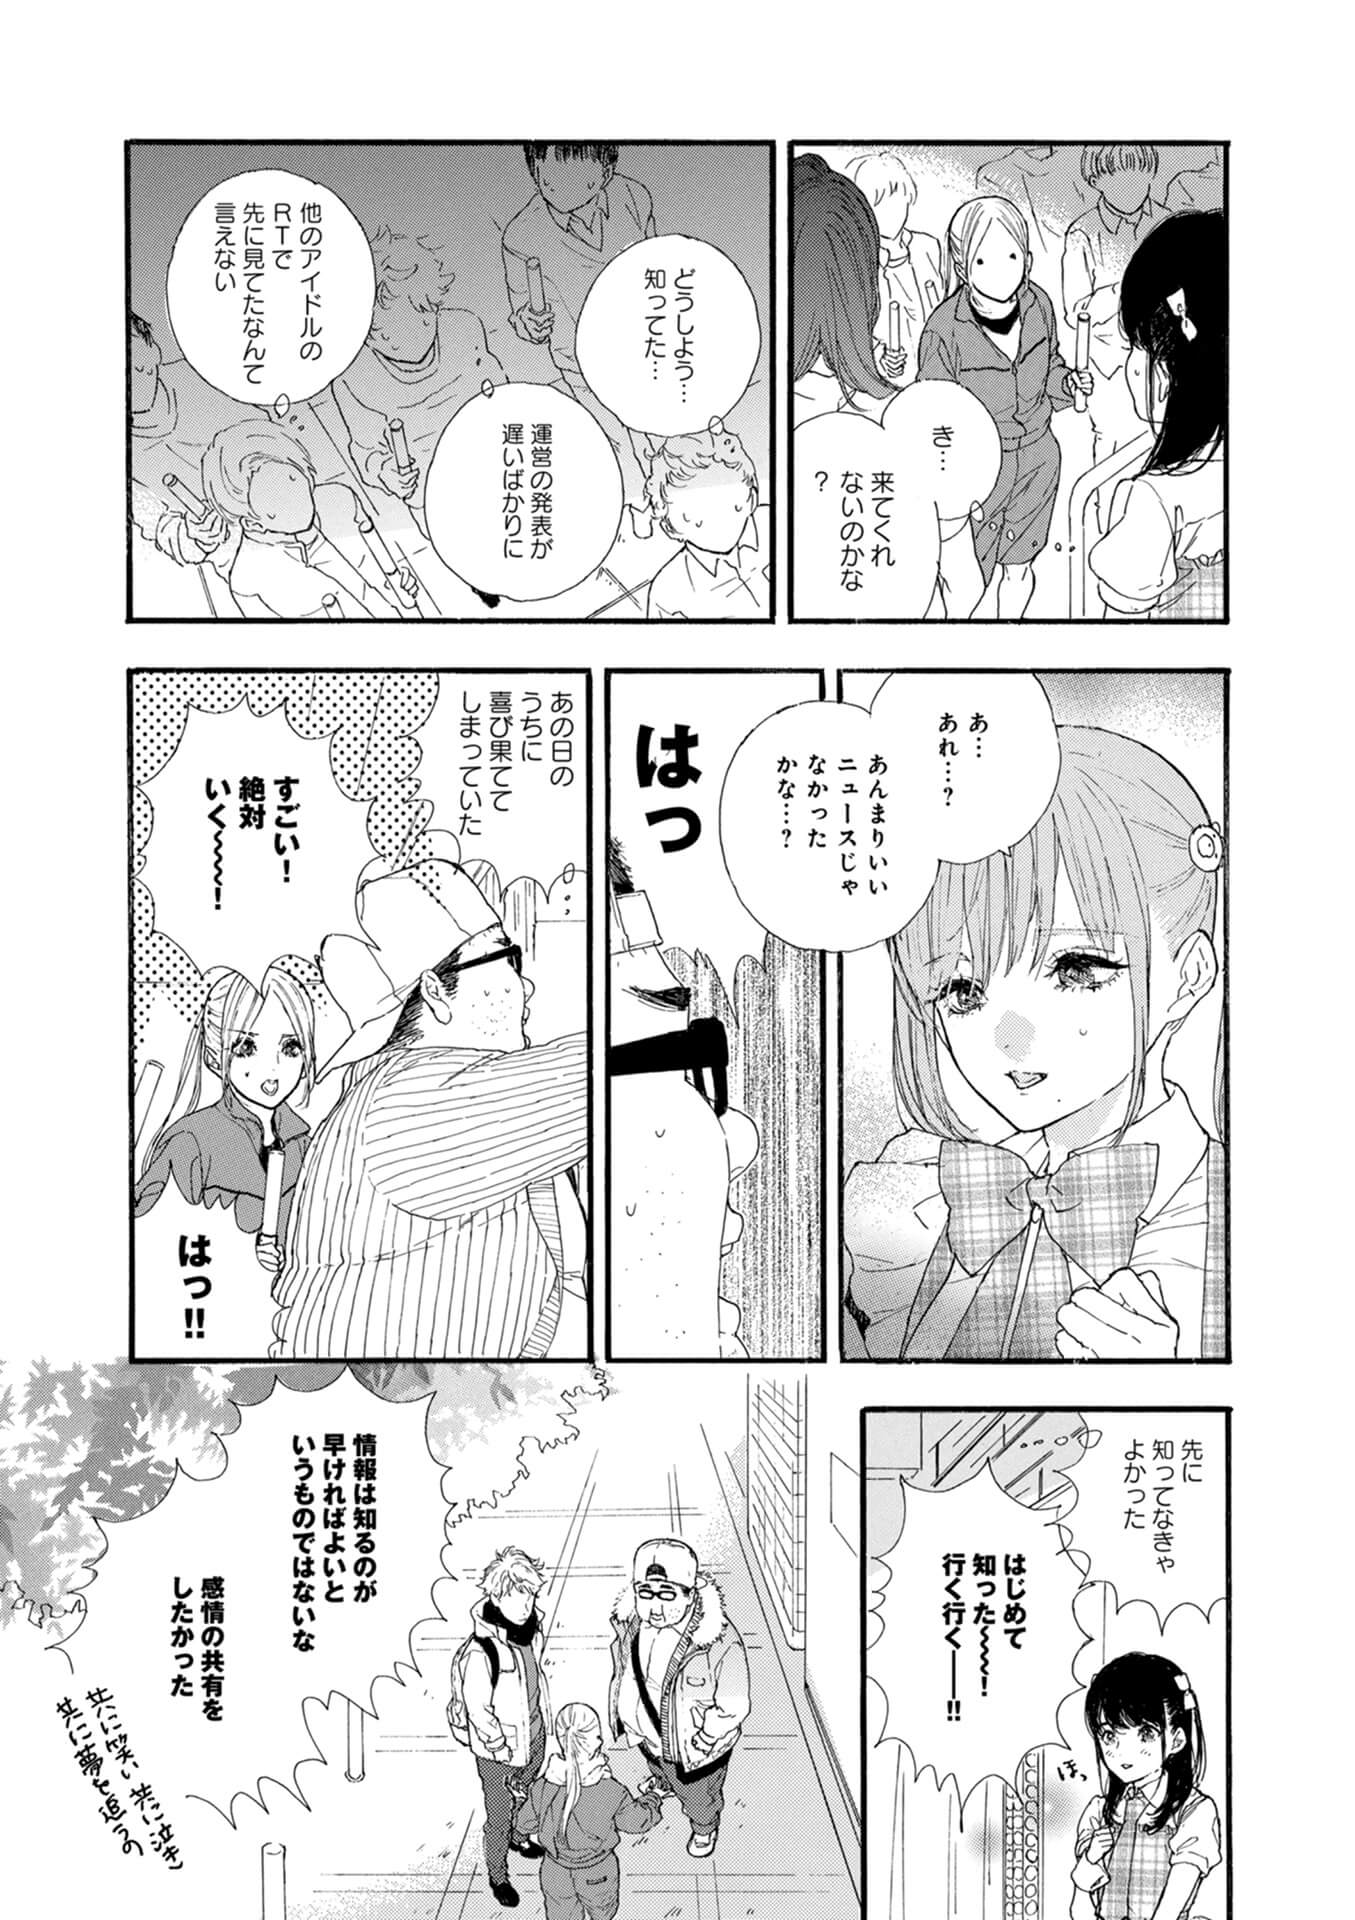 き…
来てくれ
ないのかな
？
どうしよう…
知ってた…
運営の発表が
遅いばかりに
他のアイドルの
RTで
先に見てたなんて
言えない
あ…
あれ…？
あんまりいい
ニュースじゃ
なかった
かな…？
はっ
あの日の
うちに
喜び果てて
しまっていた
…。
すごい！
絶対
いく〜〜〜！
はっ!!
先に
知ってなきゃ
よかった
…。
はじめて
知った〜〜！
行く行く──!!
ほっ
情報は知るのが
早ければよいと
いうものではないな
感情の共有を
したかった
共に笑い 共に泣き
共に夢を追うの